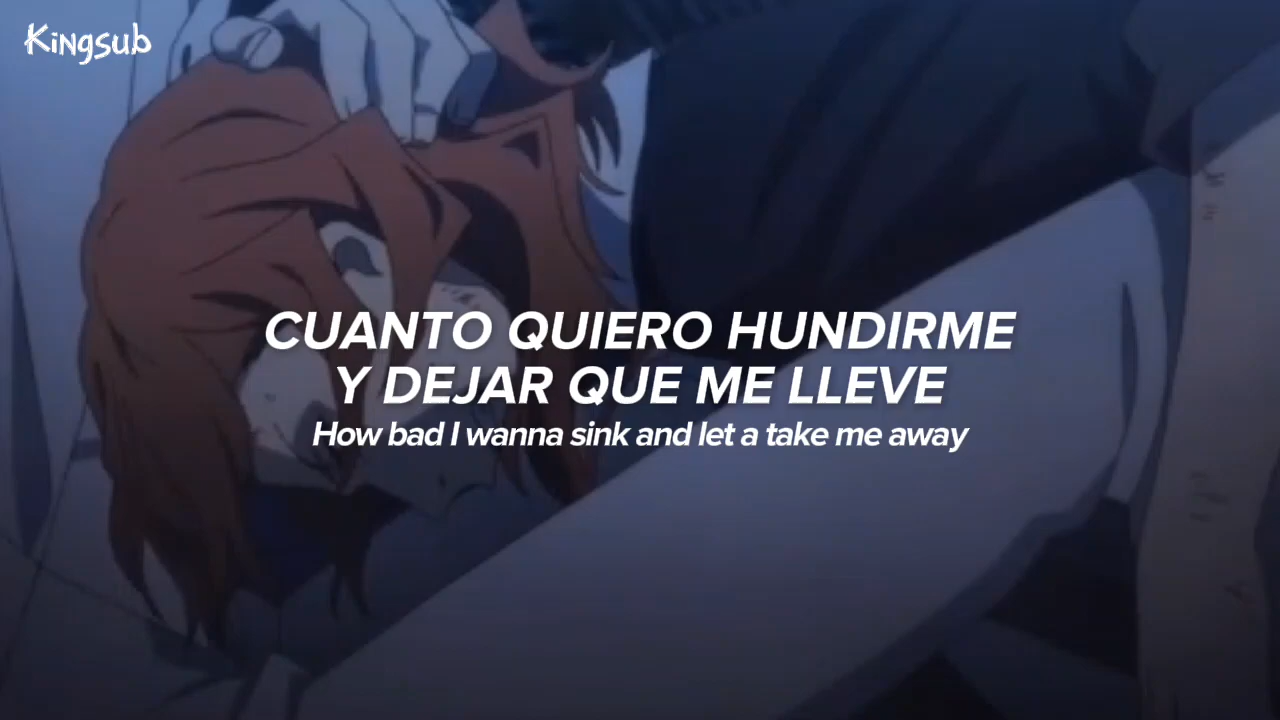 Kingsub
CUANTO QUIERO HUNDIRME
Y DEJAR QUE ME LLEVE
How bad I wanna sink and let a take me away